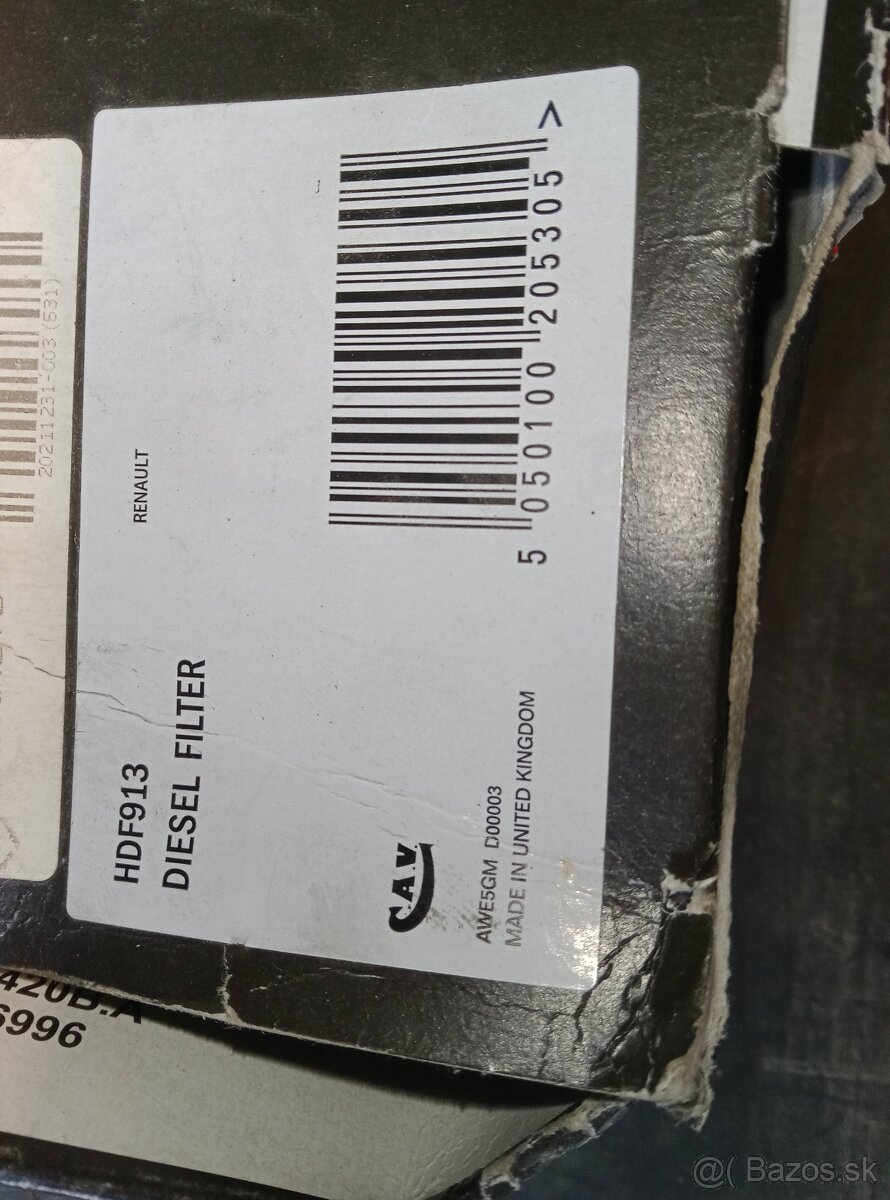 HDF913
DIESEL FILTER
RENAULT
C.A.V.
AWE5GM D00003
MADE IN UNITED KINGDOM
5 050100 205305 >
20211231-003 (531)
420B.A
6996
@( Bazos.sk